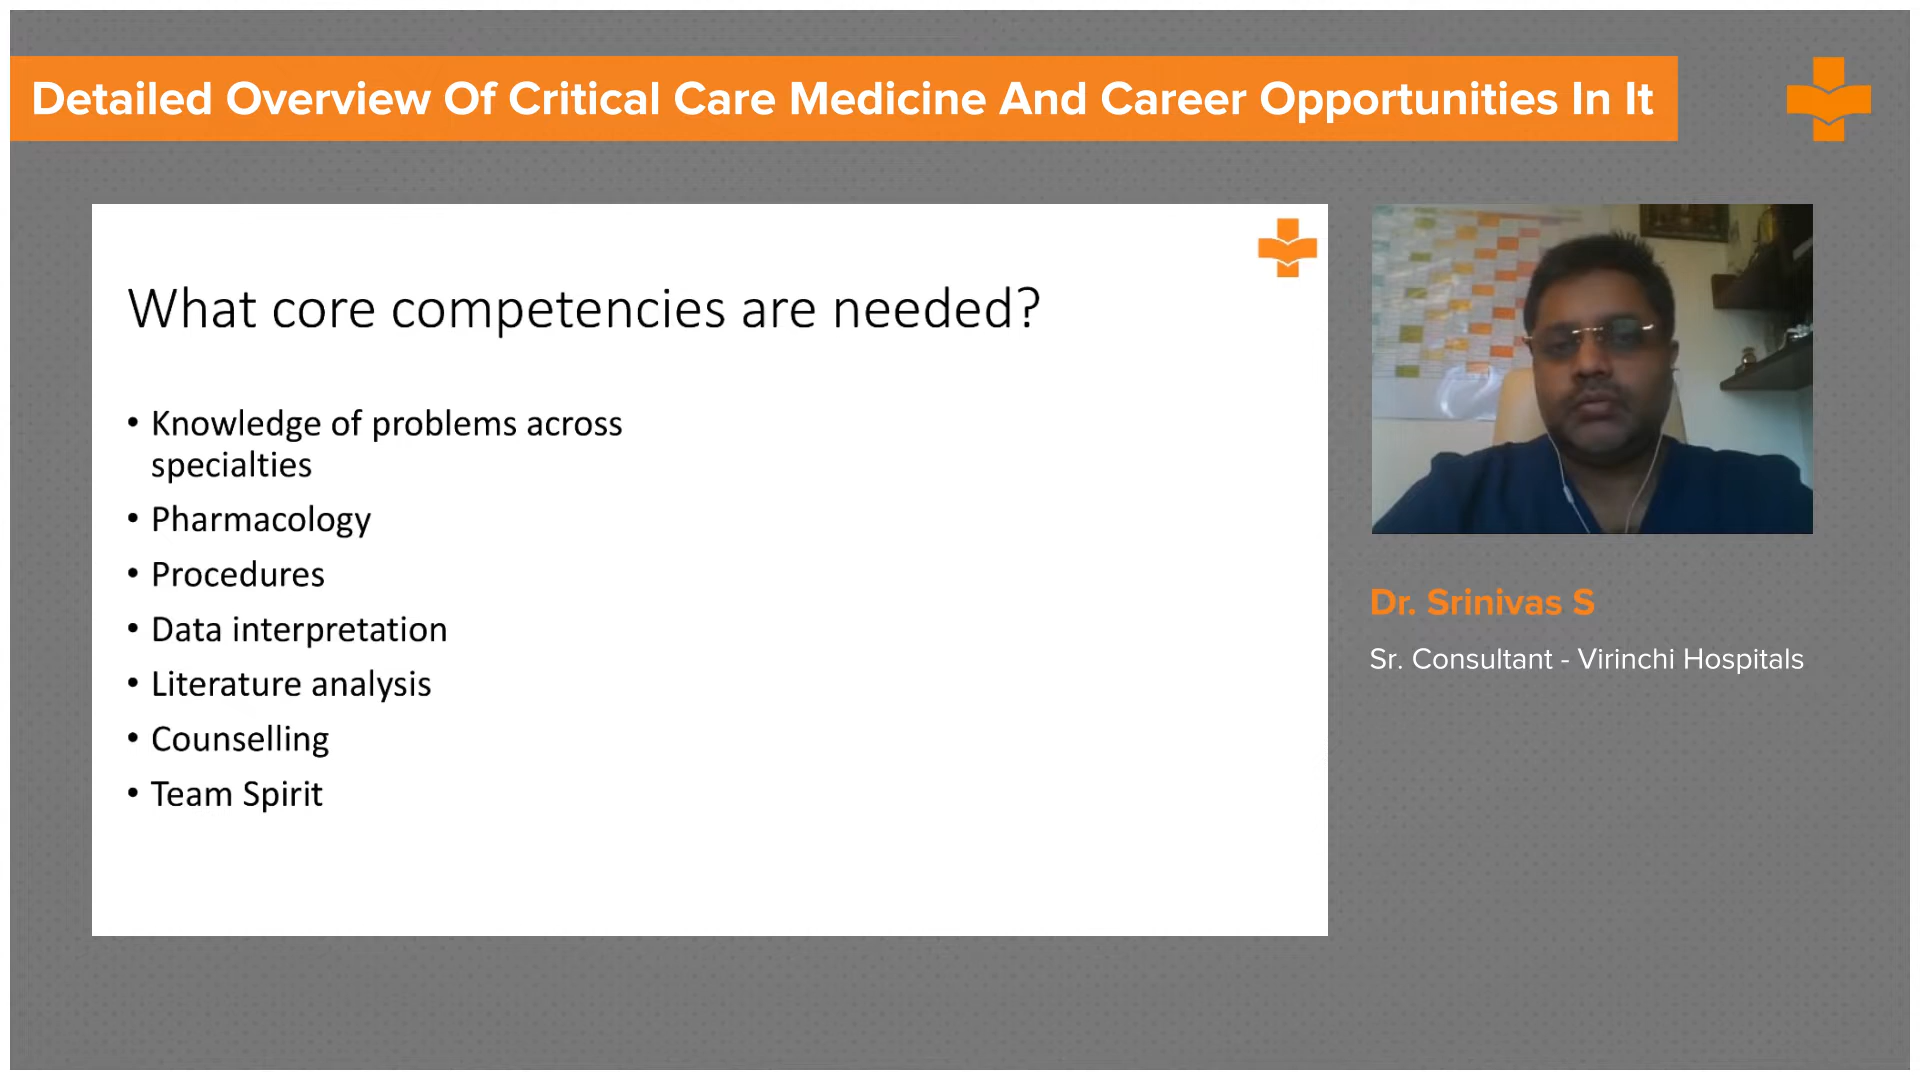 Detailed Overview Of Critical Care Medicine And Career Opportunities In It
What core competencies are needed?
• Knowledge of problems across
specialties
• Pharmacology
• Procedures
• Data interpretation
• Literature analysis
• Counselling
• Team Spirit
Dr. Srinivas S
Sr. Consultant - Virinchi Hospitals